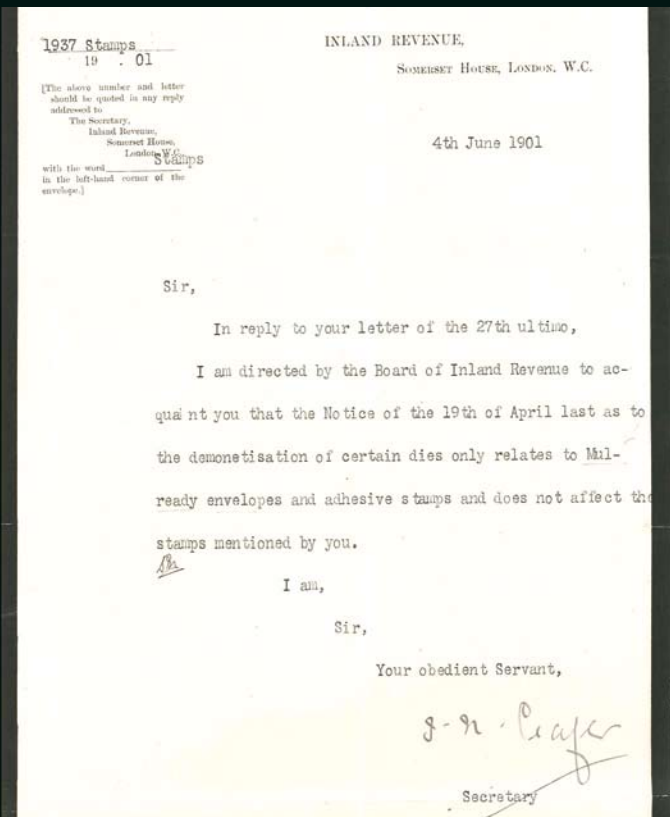 1937 Stamps
19 . 01
[The above number and letter
should be quoted in any reply
addressed to
The Secretary,
Inland Revenue,
Somerset House,
London, W.C.
with the word Stamps
in the left-hand corner of the
envelope.]
INLAND REVENUE,
SOMERSET HOUSE, LONDON, W.C.
4th June 1901
Sir,
In reply to your letter of the 27th ultimo,
I am directed by the Board of Inland Revenue to ac-
quaint you that the Notice of the 19th of April last as to
the demonetisation of certain dies only relates to Mul-
ready envelopes and adhesive stamps and does not affect the
stamps mentioned by you.
I am,
Sir,
Your obedient Servant,
Secretary